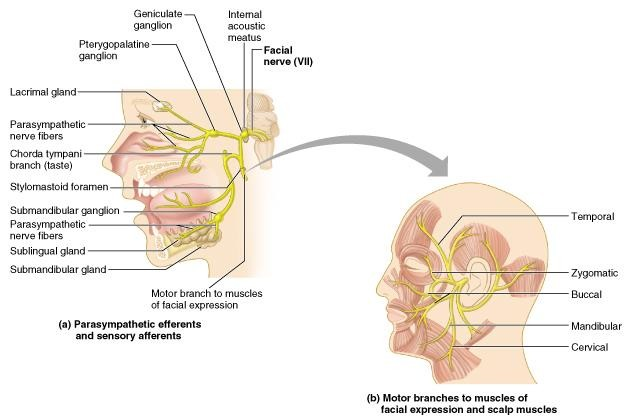 Geniculate
ganglion
Internal
acoustic
meatus
Pterygopalatine
ganglion
Facial
nerve (VII)
Lacrimal gland
Parasympathetic
nerve fibers
Chorda tympani
branch (taste)
Stylomastoid foramen
Submandibular ganglion
Parasympathetic
nerve fibers
Sublingual gland
Submandibular gland
Motor branch to muscles
of facial expression
(a) Parasympathetic efferents
and sensory afferents
Temporal
Zygomatic
Buccal
Mandibular
Cervical
(b) Motor branches to muscles of
facial expression and scalp muscles